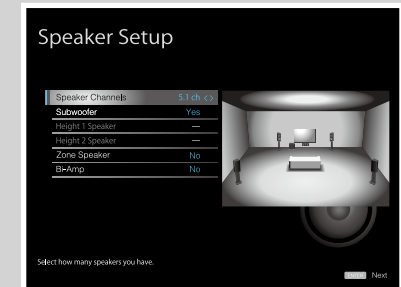 Speaker Setup
Speaker Channels 5.1 ch <>
Subwoofer Yes
Height 1 Speaker —
Height 2 Speaker —
Zone Speaker No
Bi-Amp No
Select how many speakers you have.
ENTER Next